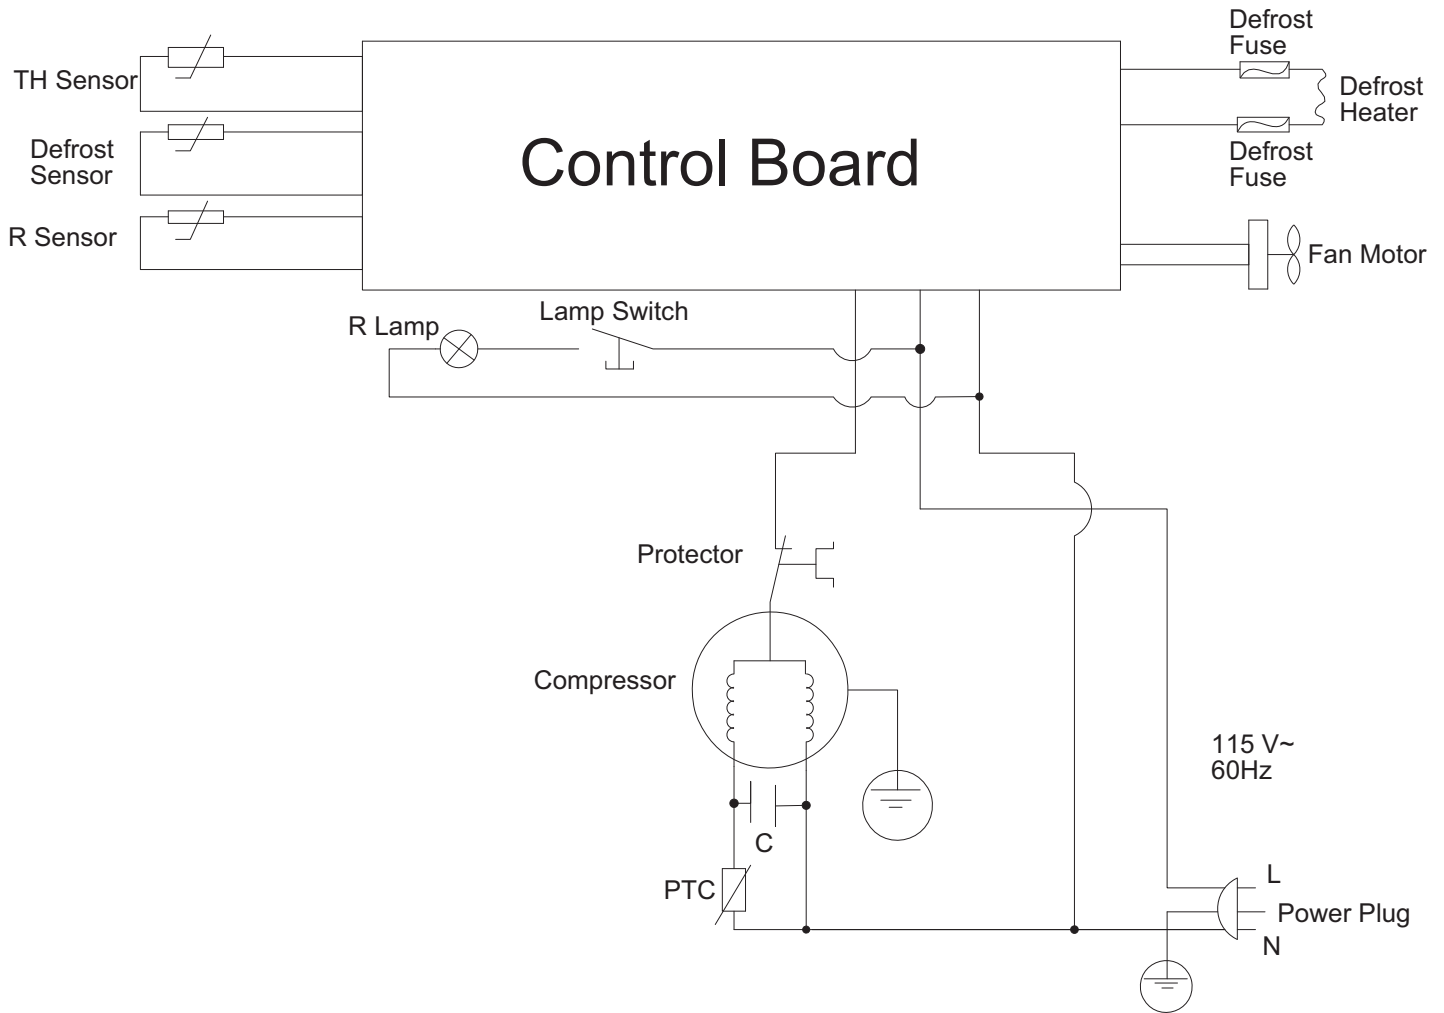 Defrost
Fuse
TH Sensor
Defrost
Heater
Control Board
Defrost
Sensor
Defrost
Fuse
R Sensor
Fan Motor
R Lamp
Lamp Switch
Protector
Compressor
115 V~
60Hz
C
PTC
L
Power Plug
N